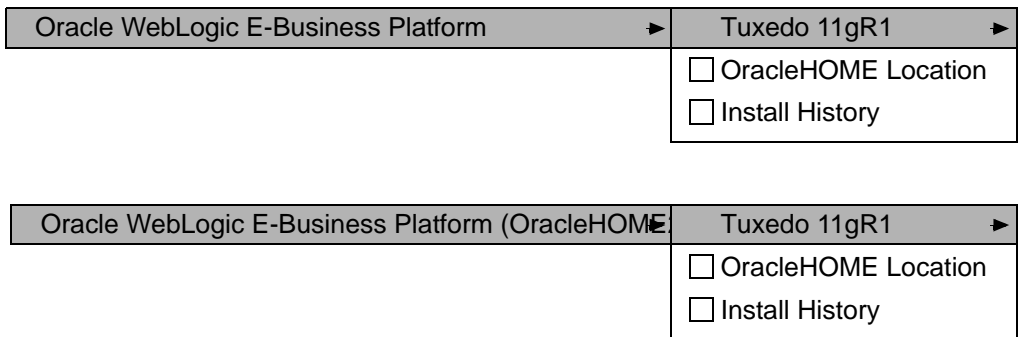 Oracle WebLogic E-Business Platform Tuxedo 11gR1
OracleHOME Location
Install History
Oracle WebLogic E-Business Platform (OracleHOME2 Tuxedo 11gR1
OracleHOME Location
Install History